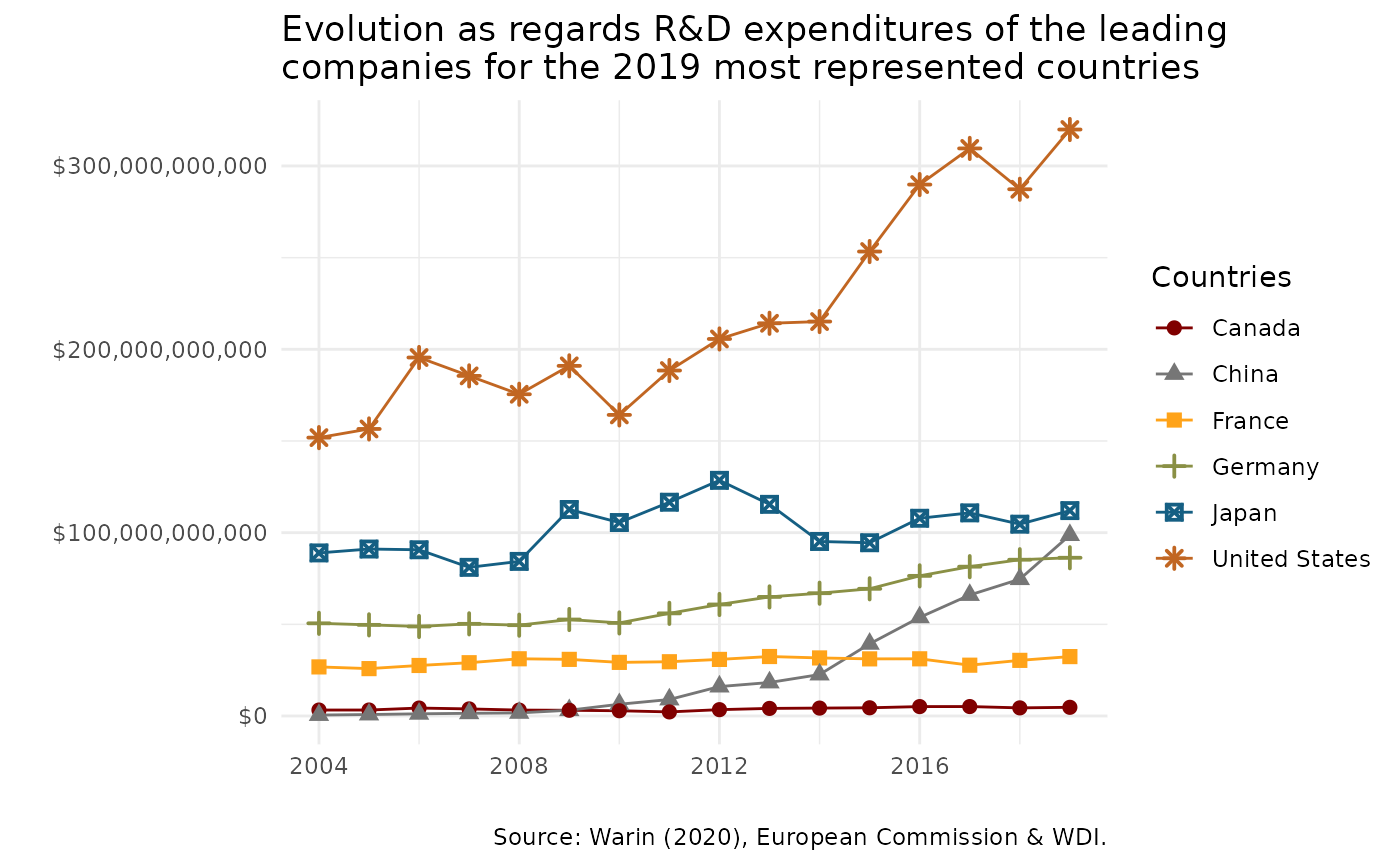 Evolution as regards R&D expenditures of the leading
companies for the 2019 most represented countries
$300,000,000,000
$200,000,000,000
$100,000,000,000
$0
2004
2008
2012
2016
Countries
Canada
China
France
Germany
Japan
United States
Source: Warin (2020), European Commission & WDI.